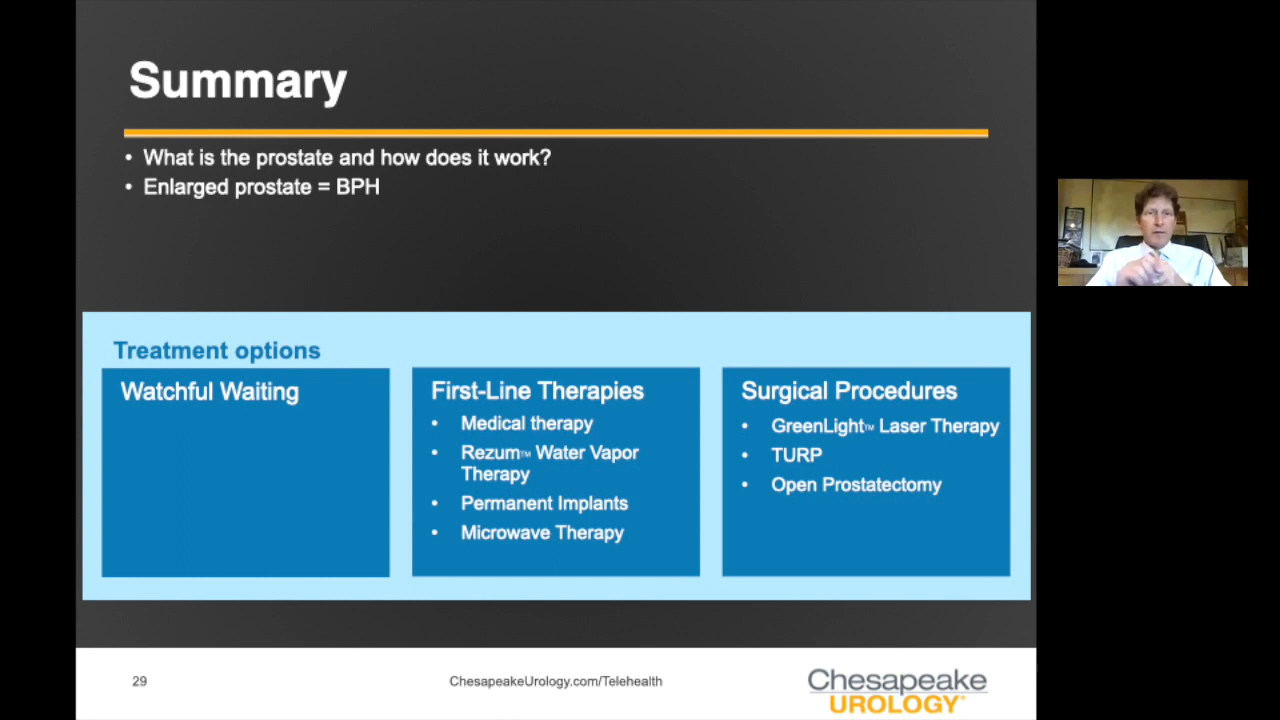 Summary
• What is the prostate and how does it work?
• Enlarged prostate = BPH
Treatment options
Watchful Waiting
First-Line Therapies
• Medical therapy
• Rezum™ Water Vapor
Therapy
• Permanent Implants
• Microwave Therapy
Surgical Procedures
• GreenLight™ Laser Therapy
• TURP
• Open Prostatectomy
29
ChesapeakeUrology.com/Telehealth
Chesapeake
UROLOGY®